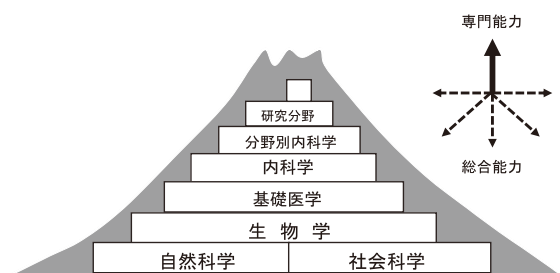 専門能力
総合能力
研究分野
分野別内科学
内科学
基礎医学
生物学
自然科学
社会科学